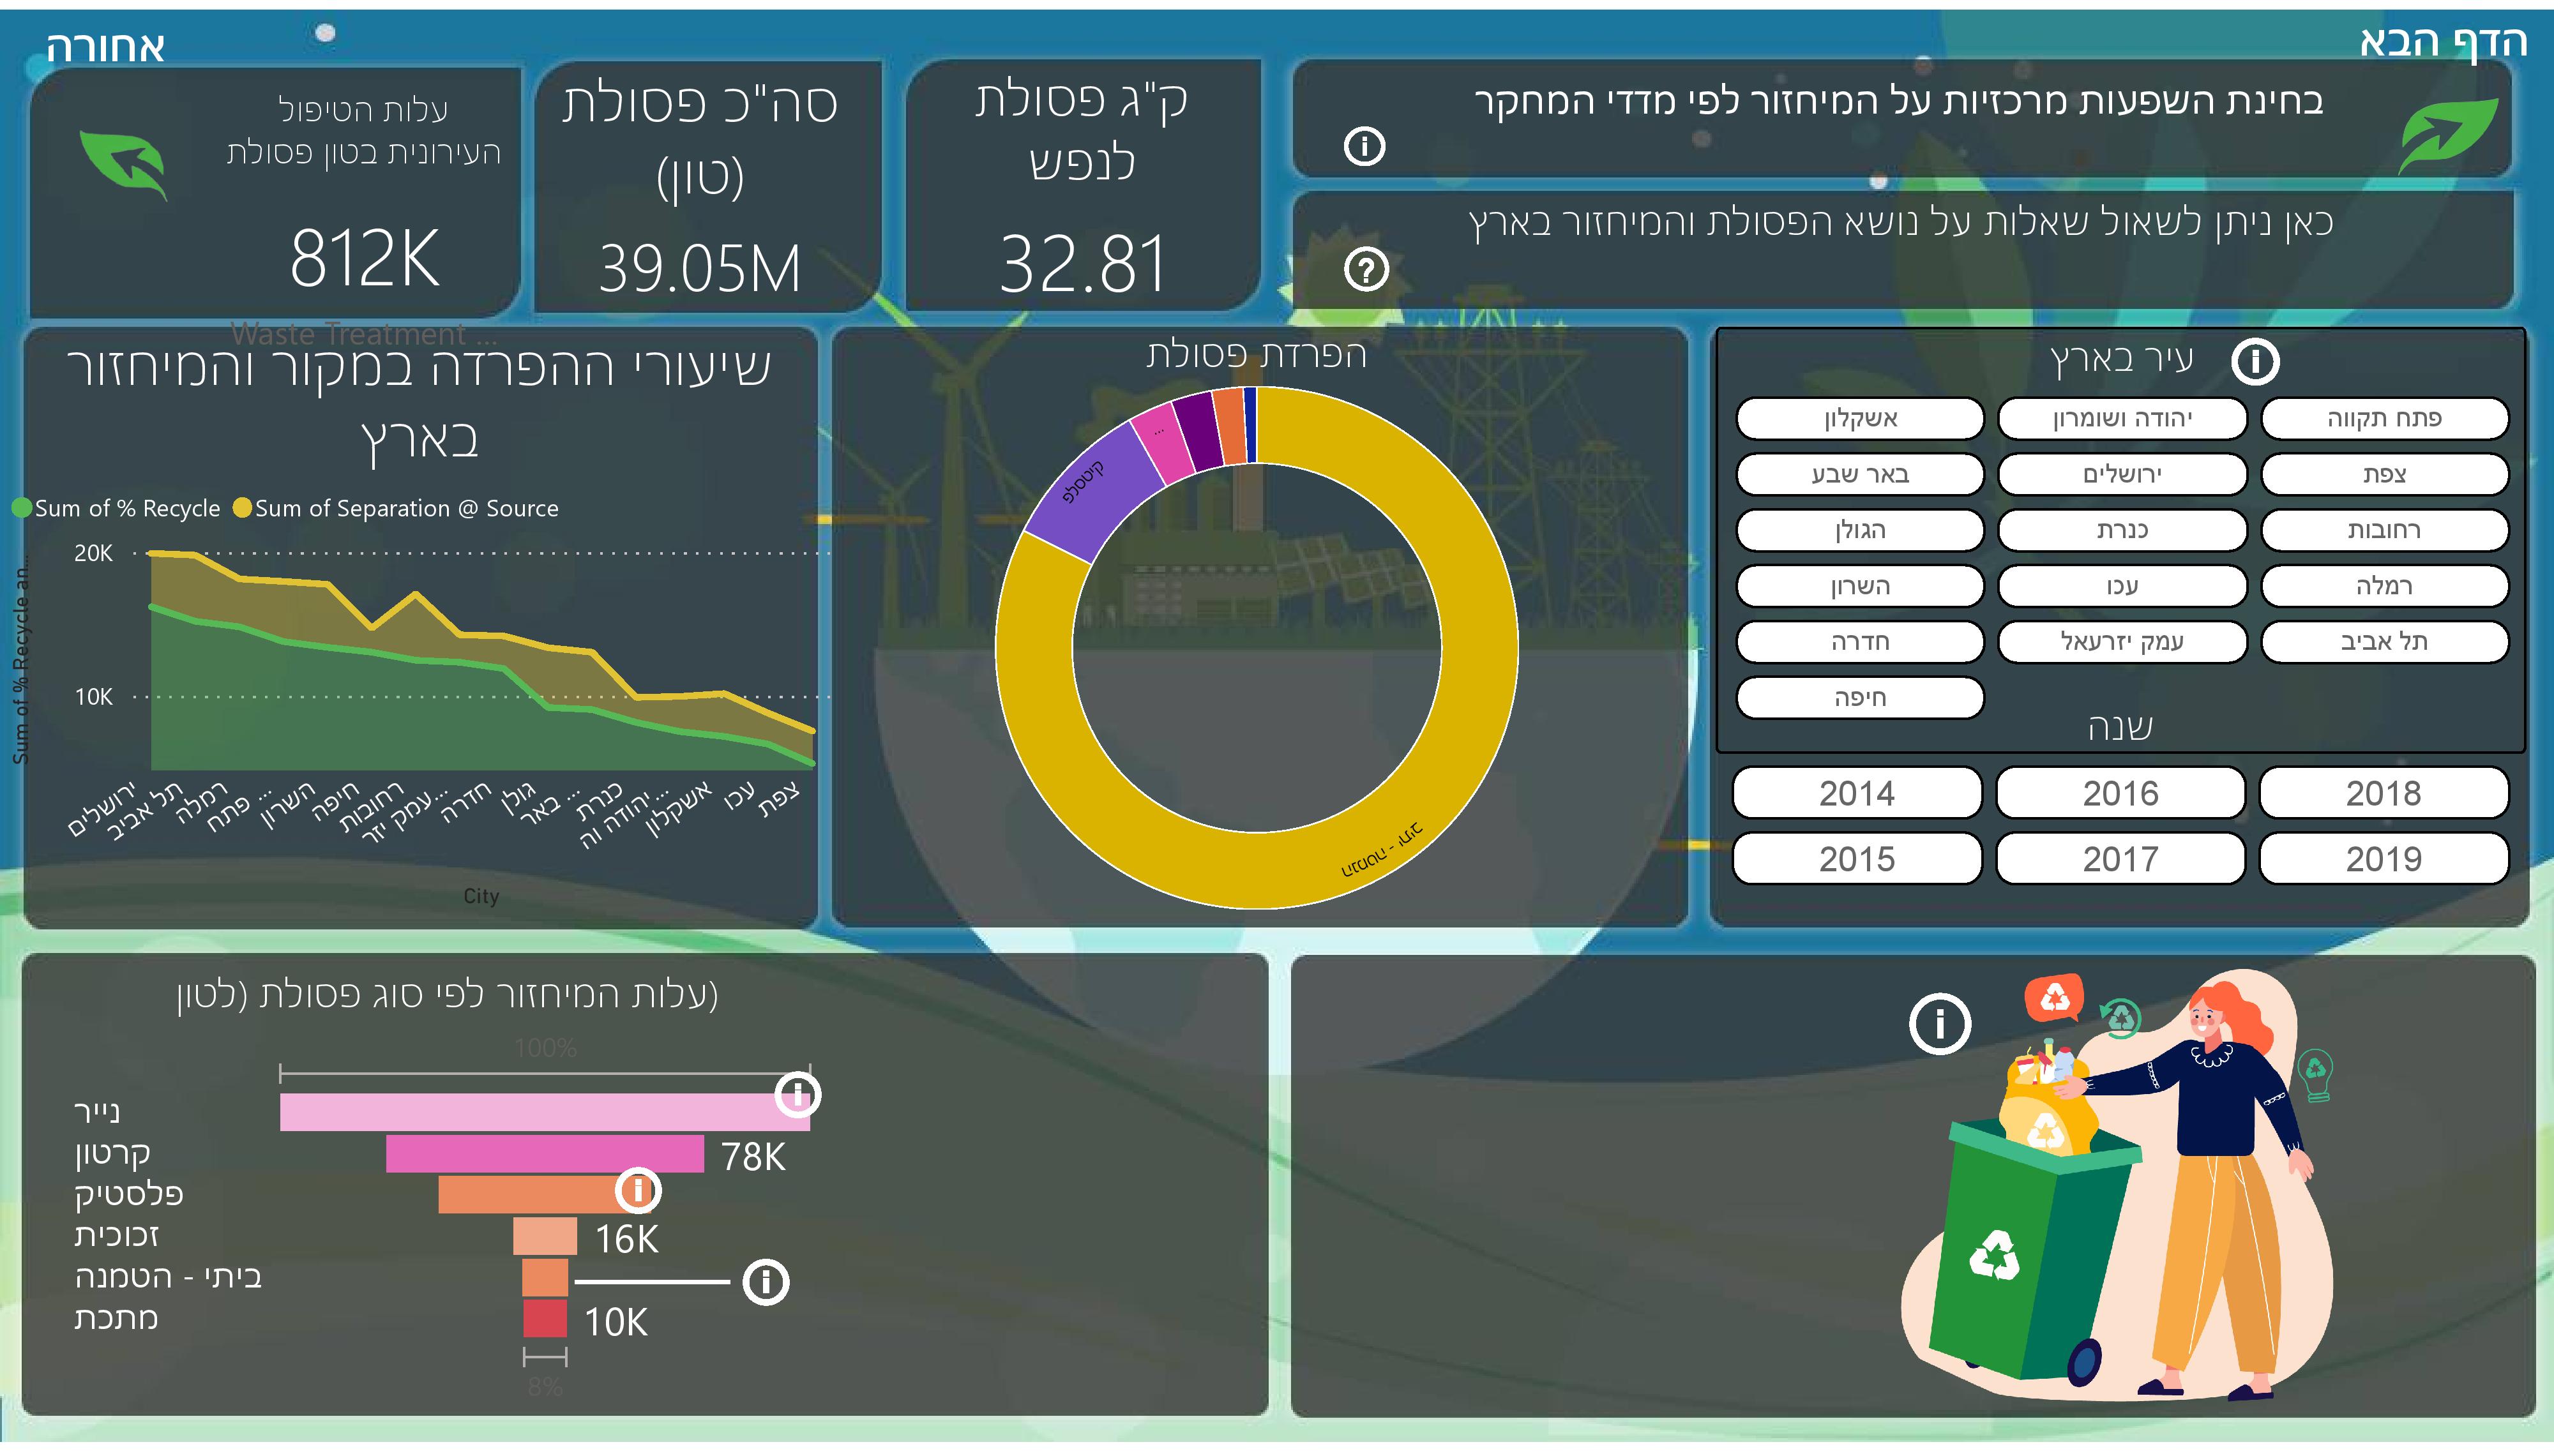 הדף הבא
אחורה
בחינת השפעות מרכזיות על המיחזור לפי מדדי המחקר
כאן ניתן לשאול שאלות על נושא הפסולת והמיחזור בארץ
ק"ג פסולת
לנפש
32.81
סה"כ פסולת
(טון)
39.05M
עלות הטיפול
העירונית בטון פסולת
812K
Waste Treatment ...
עיר בארץ
פתח תקווה
יהודה ושומרון
אשקלון
צפת
ירושלים
באר שבע
רחובות
כנרת
הגולן
רמלה
עכו
השרון
תל אביב
עמק יזרעאל
חדרה
חיפה
שנה
2014
2016
2018
2015
2017
2019
הפרדת פסולת
פלסטיק
...
ביתי - הטמנה
שיעורי ההפרדה במקור והמיחזור
בארץ
Sum of % Recycle
Sum of Separation @ Source
Sum of % Recycle an...
20K
10K
ירושלים
תל אביב
רמלה
פתח ...
השרון
חיפה
רחובות
עמק יזר...
חדרה
גולן
באר ...
כנרת
יהודה וה...
אשקלון
עכו
צפת
City
(עלות המיחזור לפי סוג פסולת (לטון
100%
נייר
קרטון
78K
פלסטיק
זכוכית
16K
ביתי - הטמנה
מתכת
10K
8%